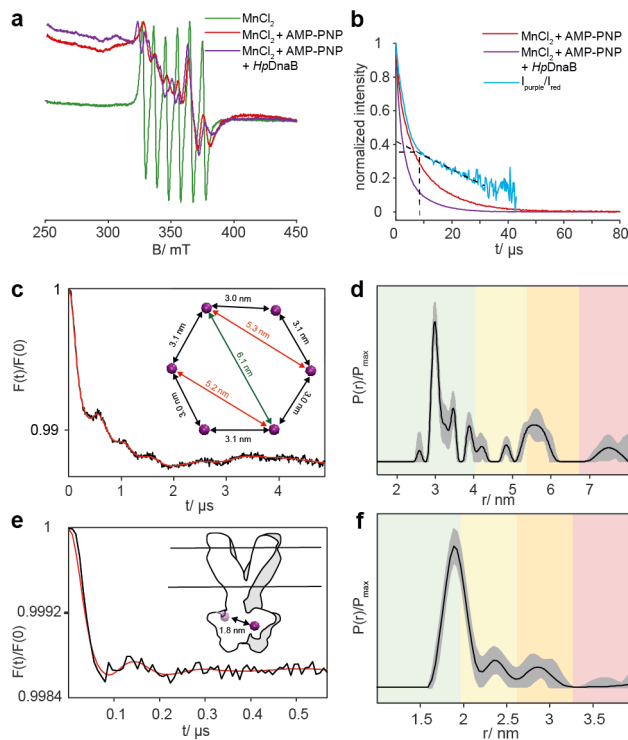 a
MnCl2
MnCl2 + AMP-PNP
MnCl2 + AMP-PNP
+ HpDnaB
250
300
350
400
450
B/ mT
b
MnCl2 + AMP-PNP
MnCl2 + AMP-PNP
+ HpDnaB
Ipurple/Ired
normalized intensity
1
0.8
0.6
0.4
0.2
0
0
20
40
60
80
t/ µs
c
F(t)/F(0)
1
0.99
3.0 nm
3.1 nm
3.1 nm
5.3 nm
6.1 nm
5.2 nm
3.0 nm
3.0 nm
3.1 nm
0
1
2
3
4
t/ µs
d
P(r)/Pmax
2
3
4
5
6
7
r/ nm
e
F(t)/F(0)
1
0.9992
0.9984
1.8 nm
0.1
0.2
0.3
0.4
0.5
t/ µs
f
P(r)/Pmax
1.5
2
2.5
3
3.5
r/ nm